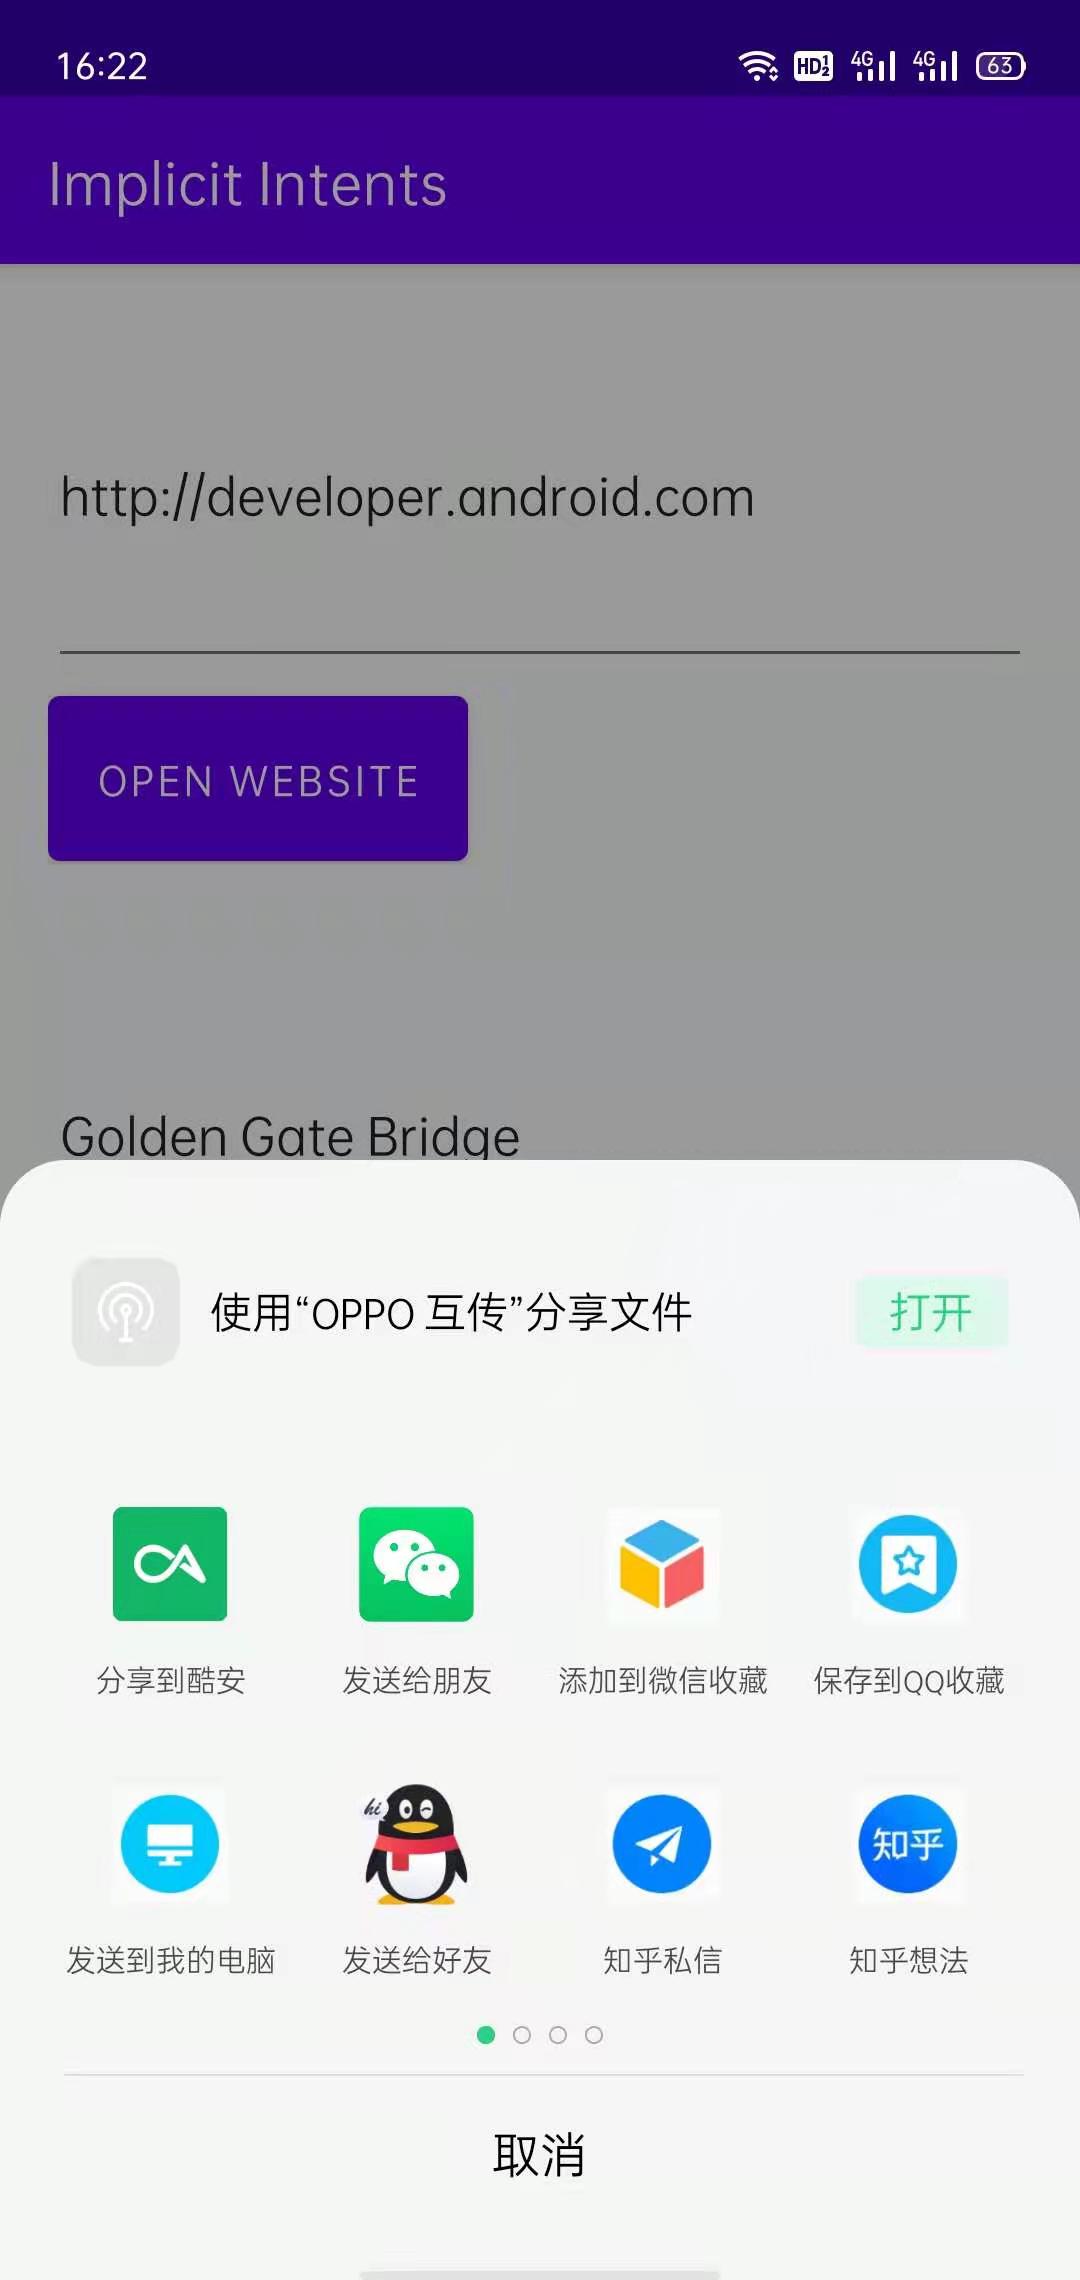 16:22
HD 1 2 4G 4G 63
Implicit Intents
http://developer.android.com
OPEN WEBSITE
Golden Gate Bridge
使用“OPPO 互传”分享文件
打开
分享到酷安 发送给朋友 添加到微信收藏 保存到QQ收藏
hi
知乎
发送到我的电脑 发送给好友 知乎私信 知乎想法
取消